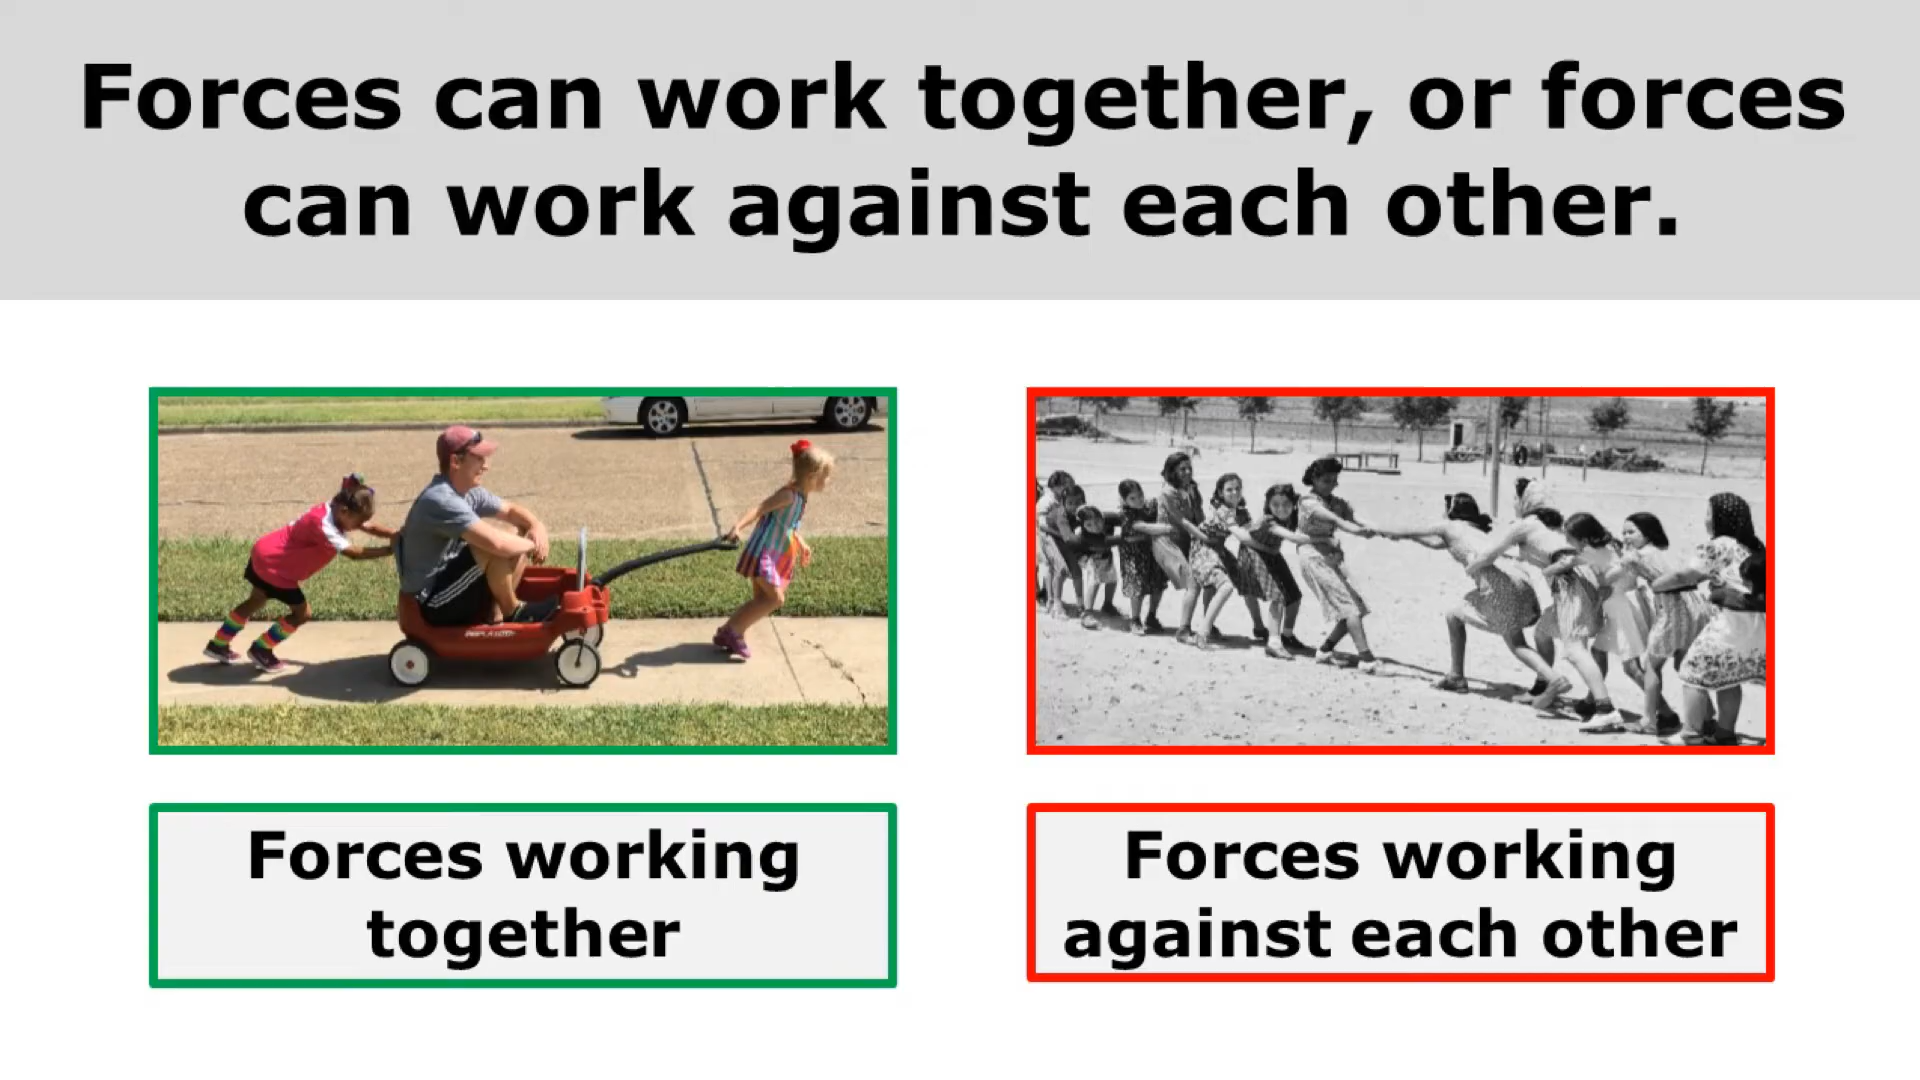 Forces can work together, or forces
can work against each other.
Forces working
together
Forces working
against each other